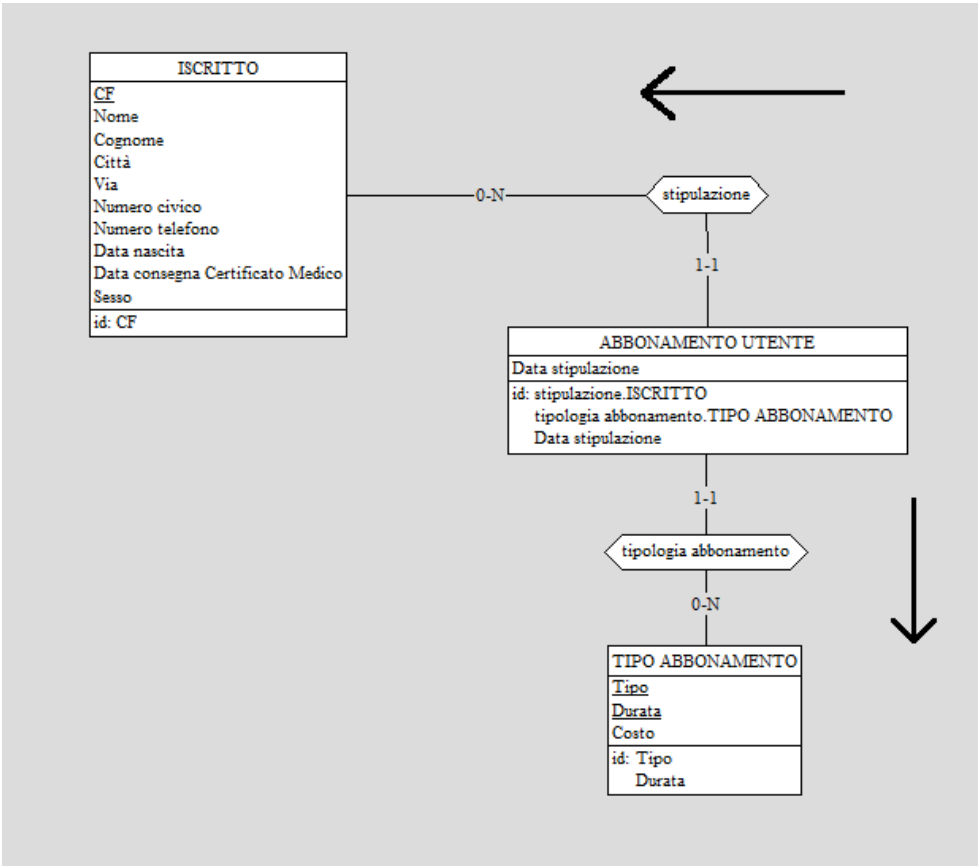 ISCRITTO
CF
Nome
Cognome
Città
Via
Numero civico
Numero telefono
Data nascita
Data consegna Certificato Medico
Sesso
id: CF
0-N
stipulazione
1-1
ABBONAMENTO UTENTE
Data stipulazione
id: stipulazione.ISCRITTO
tipologia abbonamento.TIPO ABBONAMENTO
Data stipulazione
1-1
tipologia abbonamento
0-N
TIPO ABBONAMENTO
Tipo
Durata
Costo
id: Tipo
Durata